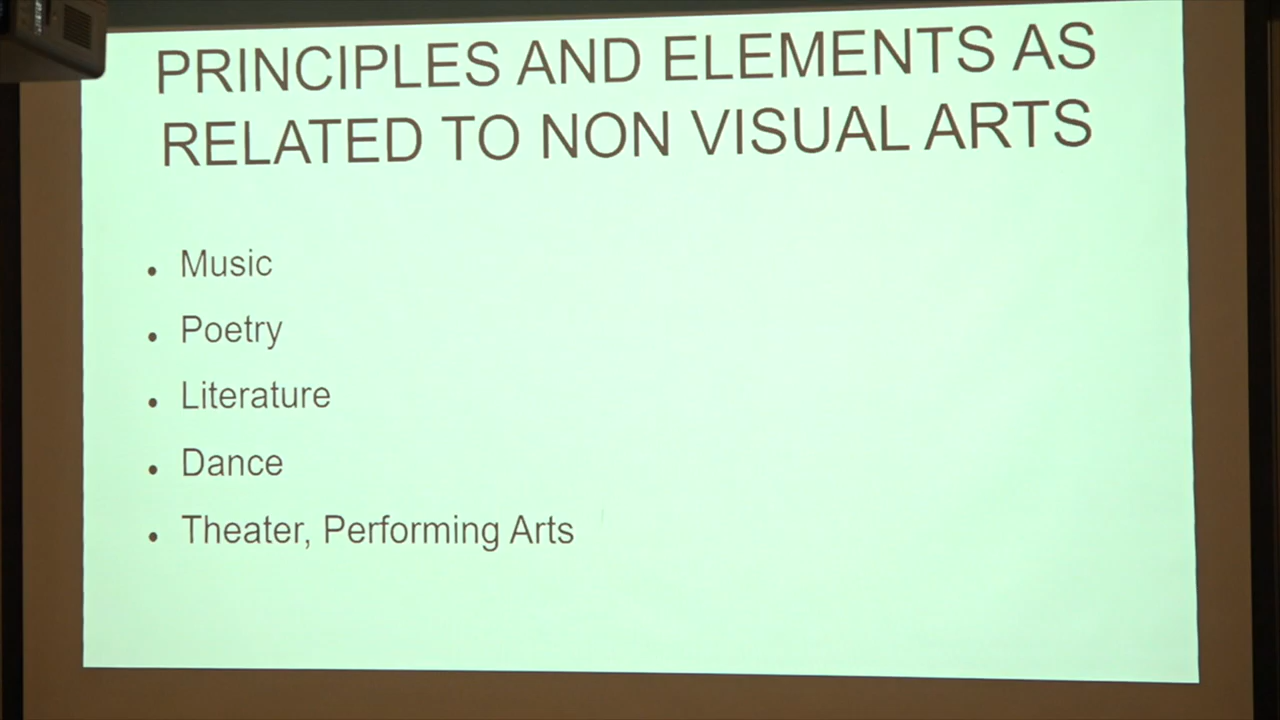 PRINCIPLES AND ELEMENTS AS
RELATED TO NON VISUAL ARTS
• Music
• Poetry
• Literature
• Dance
• Theater, Performing Arts